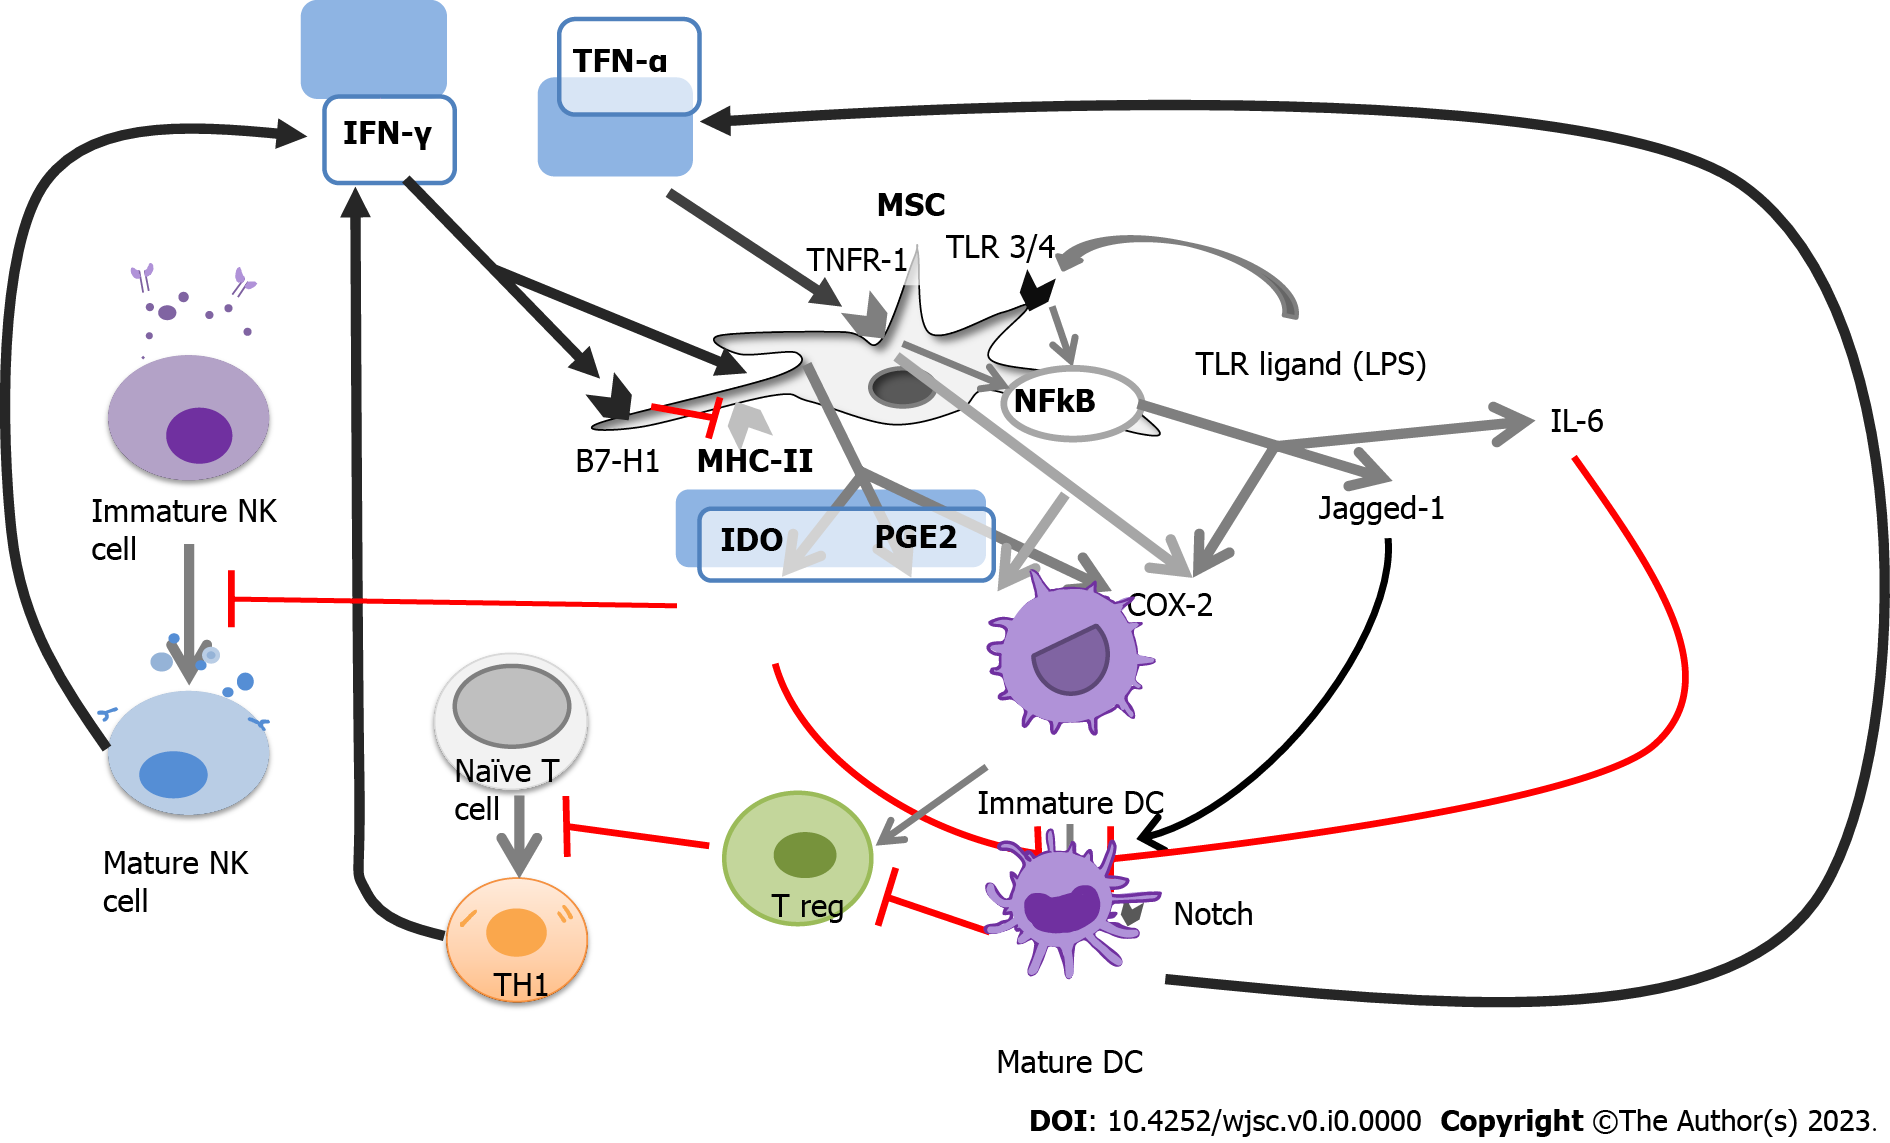 TFN-α
IFN-γ
MSC
TNFR-1
TLR 3/4
TLR ligand (LPS)
NFkB
IL-6
B7-H1
MHC-II
Jagged-1
Immature NK
cell
IDO
PGE2
COX-2
Naïve T
cell
Immature DC
Mature NK
cell
T reg
Notch
TH1
Mature DC
DOI: 10.4252/wjsc.v0.i0.0000 Copyright ©The Author(s) 2023.